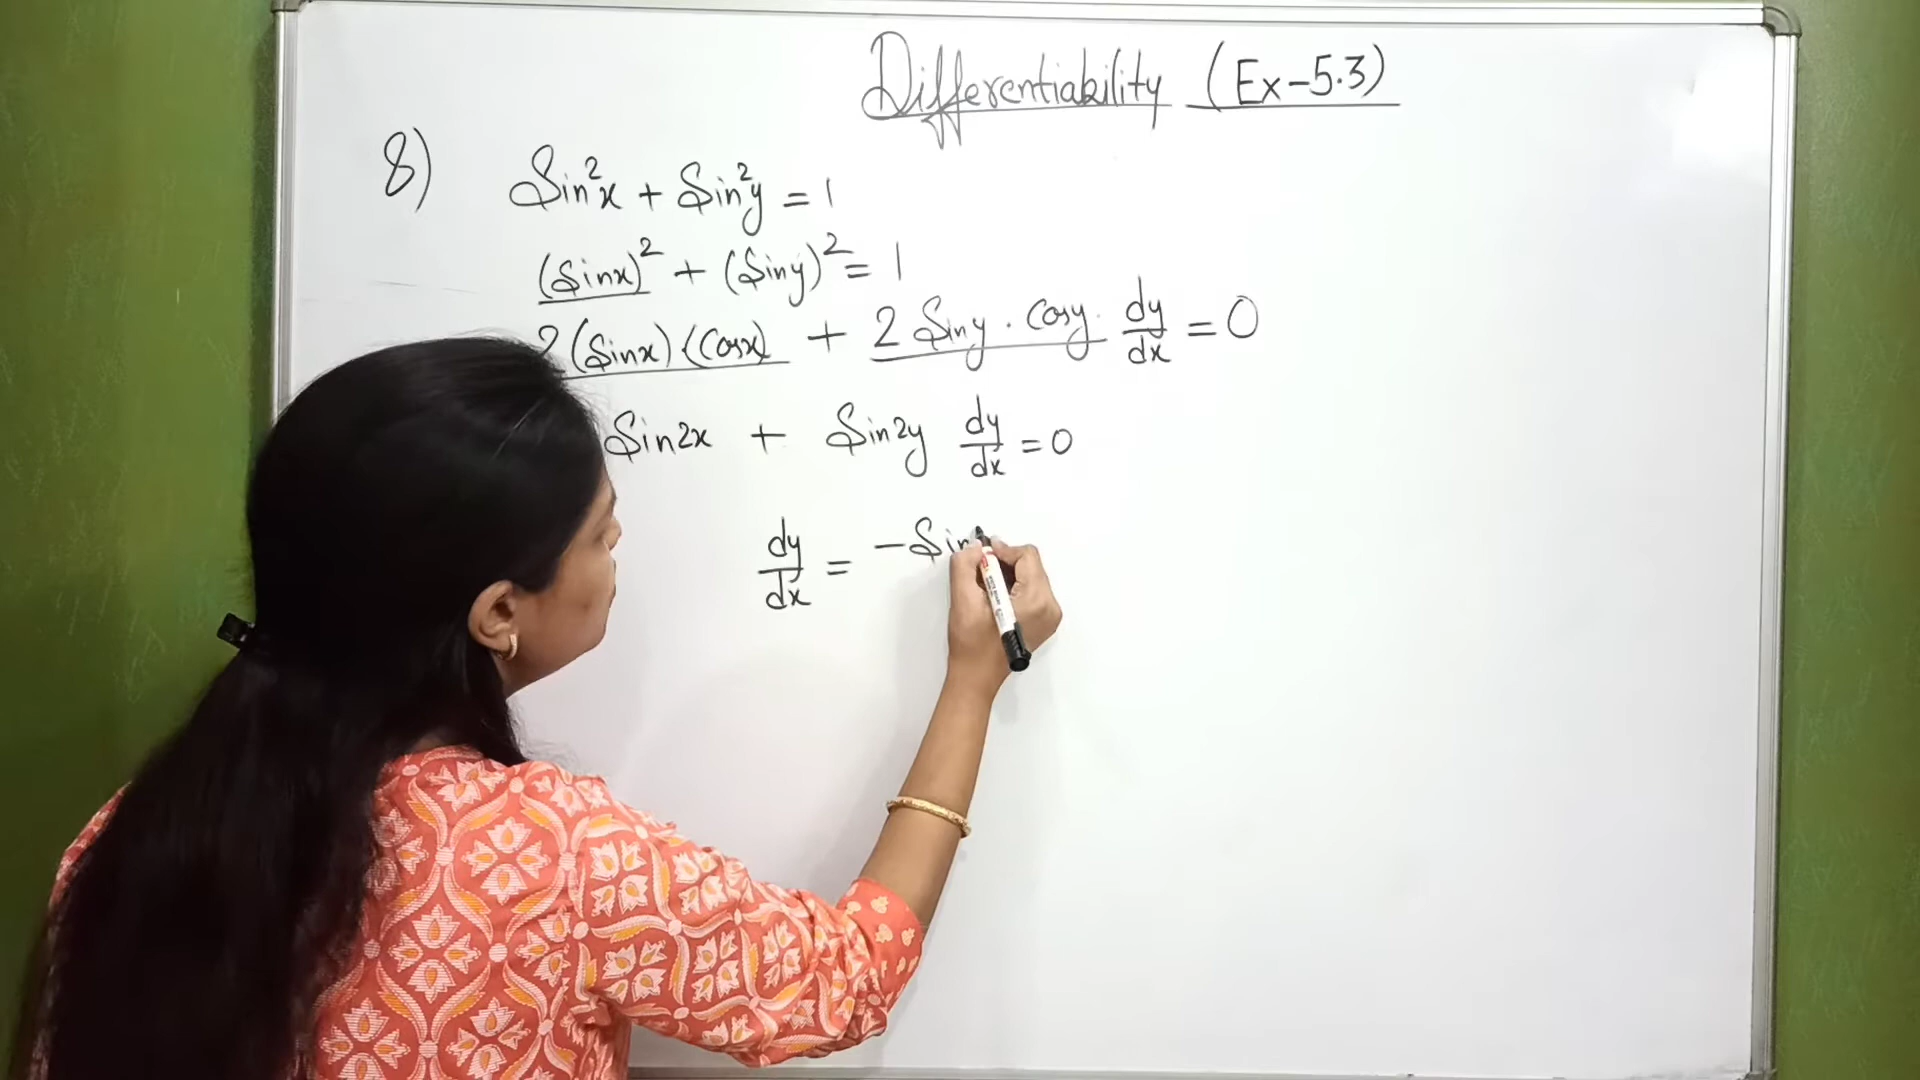 Differentiability (Ex-5.3)
8) Sin²x + Sin²y = 1
(Sinx)² + (Siny)² = 1
2(Sinx)(Cosx) + 2 Siny . Cosy . dy/dx = 0
Sin2x + Sin2y dy/dx = 0
dy/dx = -Sin